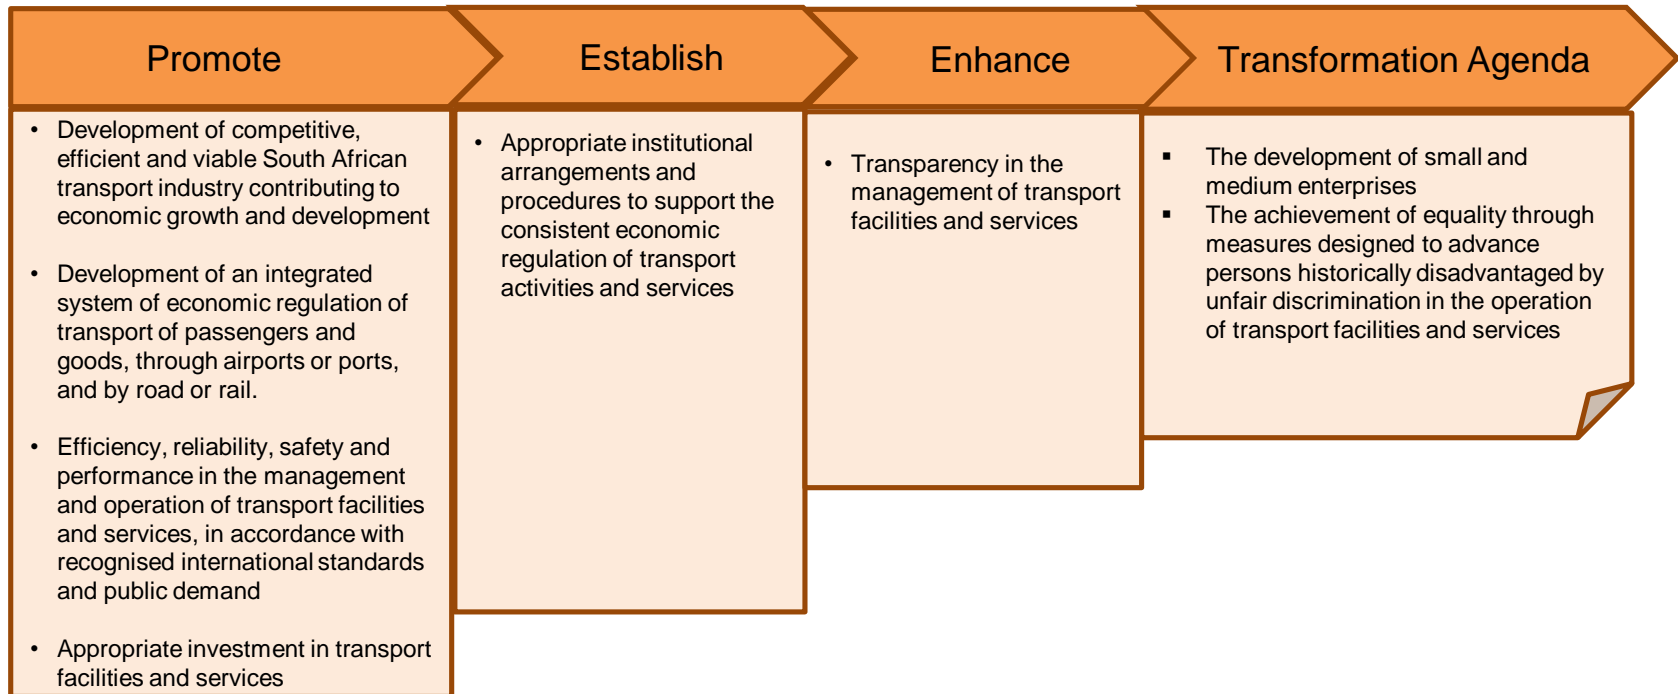 Promote
• Development of competitive,
efficient and viable South African
transport industry contributing to
economic growth and development
• Development of an integrated
system of economic regulation of
transport of passengers and
goods, through airports or ports,
and by road or rail.
• Efficiency, reliability, safety and
performance in the management
and operation of transport facilities
and services, in accordance with
recognised international standards
and public demand
• Appropriate investment in transport
facilities and services
Establish
• Appropriate institutional
arrangements and
procedures to support the
consistent economic
regulation of transport
activities and services
Enhance
• Transparency in the
management of transport
facilities and services
Transformation Agenda
▪ The development of small and
medium enterprises
▪ The achievement of equality through
measures designed to advance
persons historically disadvantaged by
unfair discrimination in the operation
of transport facilities and services